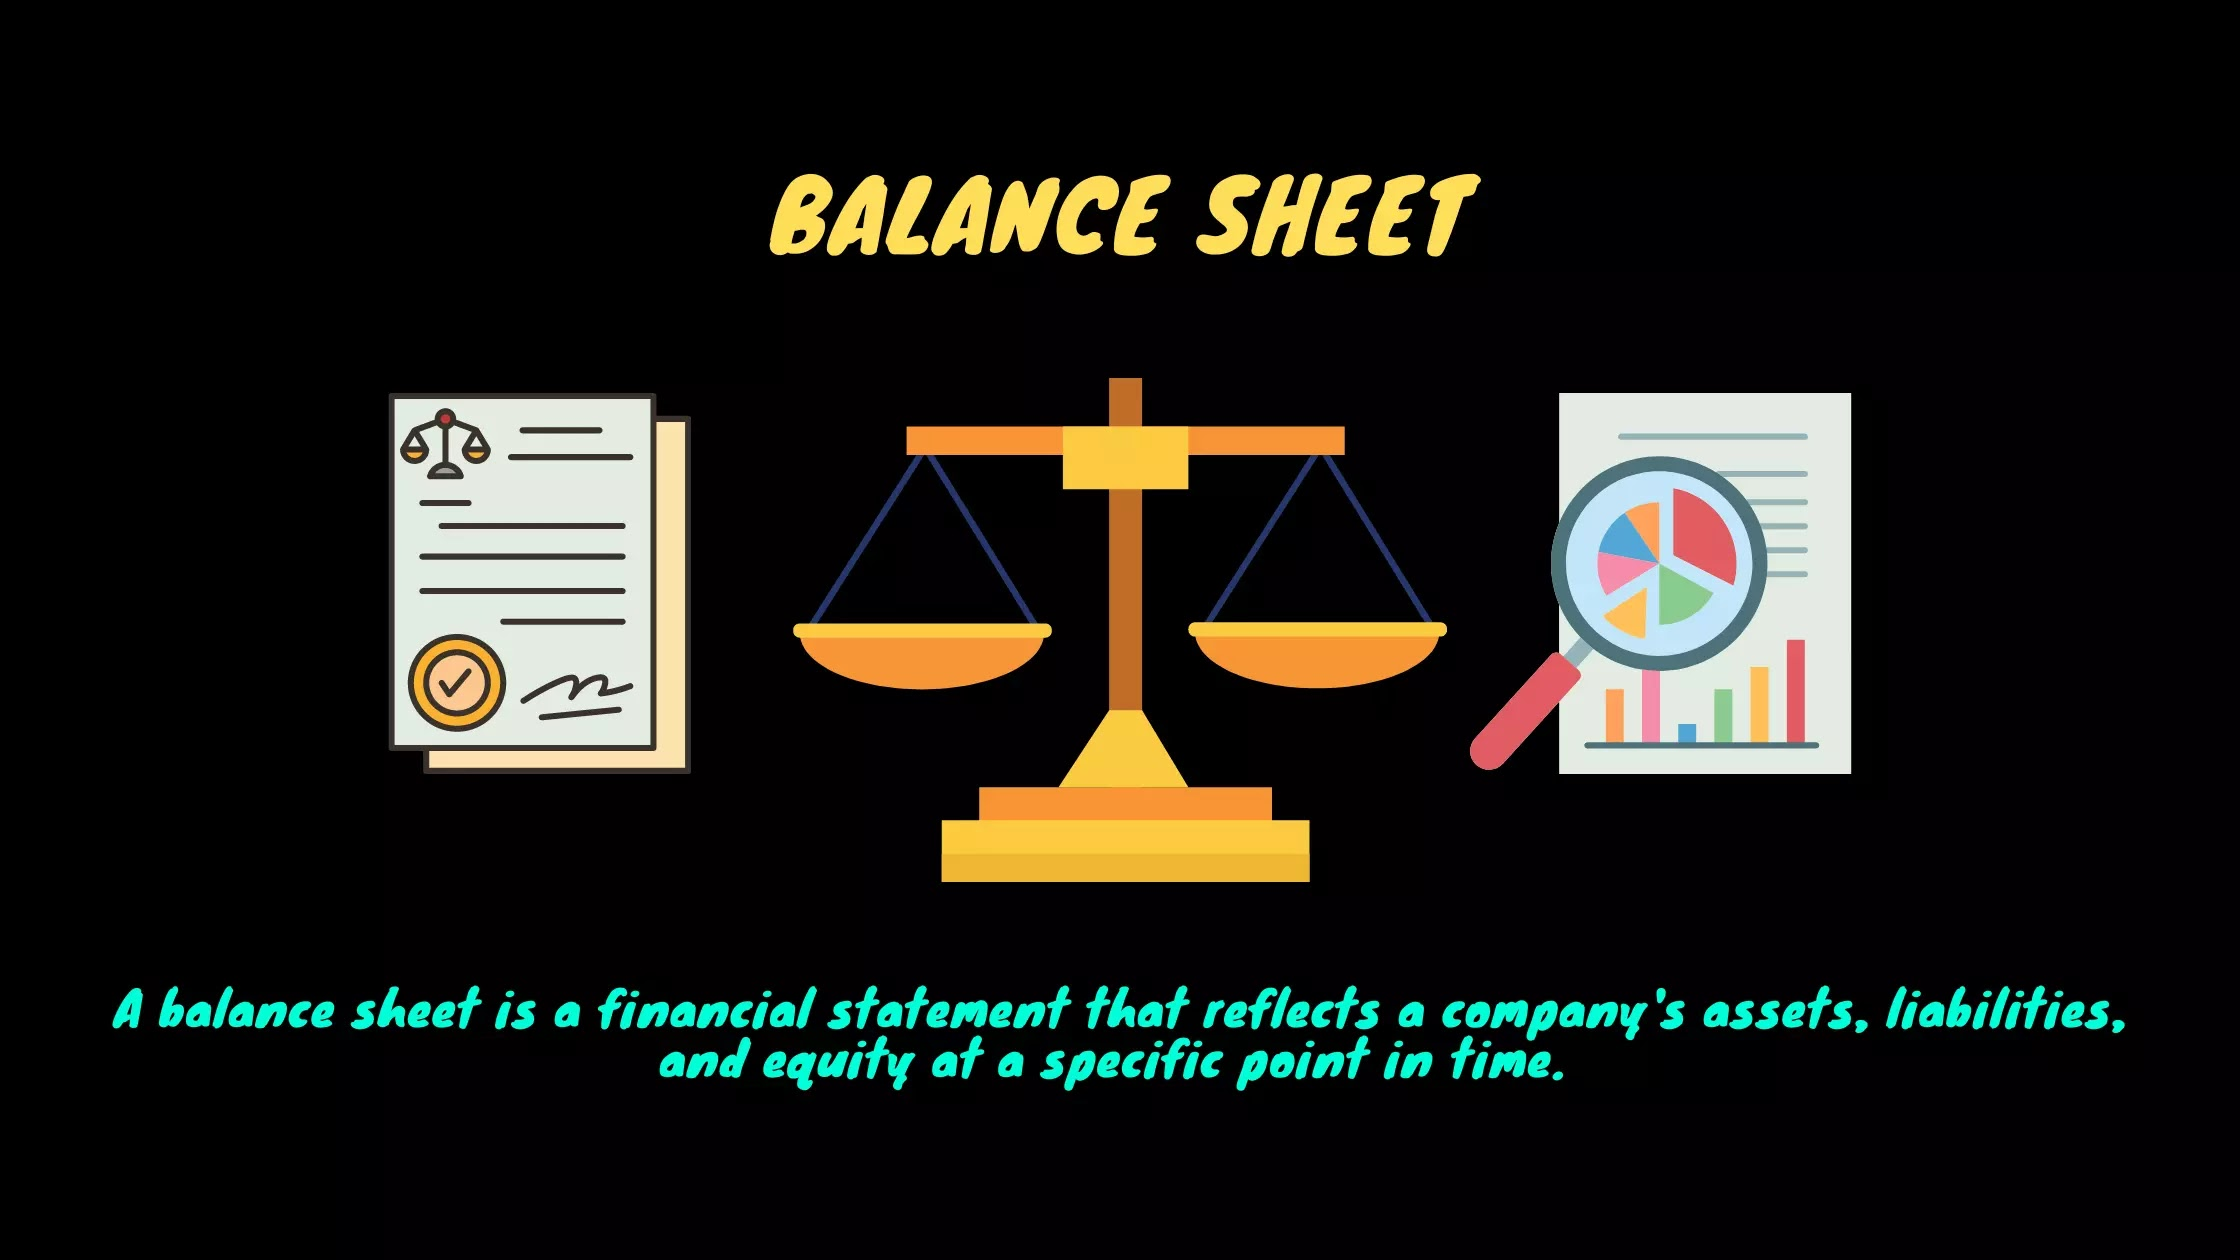 BALANCE SHEET
A balance sheet is a financial statement that reflects a company's assets, liabilities,
and equity at a specific point in time.